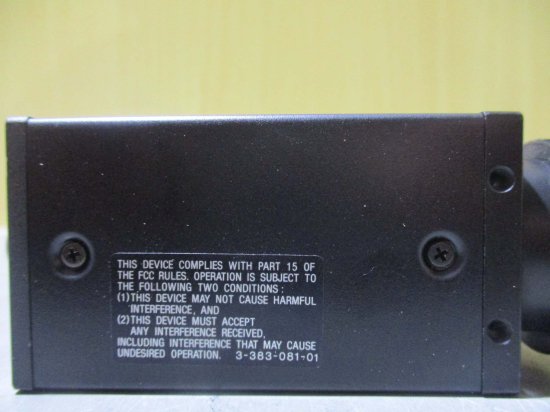 THIS DEVICE COMPLIES WITH PART 15 OF
THE FCC RULES. OPERATION IS SUBJECT TO
THE FOLLOWING TWO CONDITIONS:
(1)THIS DEVICE MAY NOT CAUSE HARMFUL
INTERFERENCE, AND
(2)THIS DEVICE MUST ACCEPT
ANY INTERFERENCE RECEIVED,
INCLUDING INTERFERENCE THAT MAY CAUSE
UNDESIRED OPERATION. 3-383-081-01